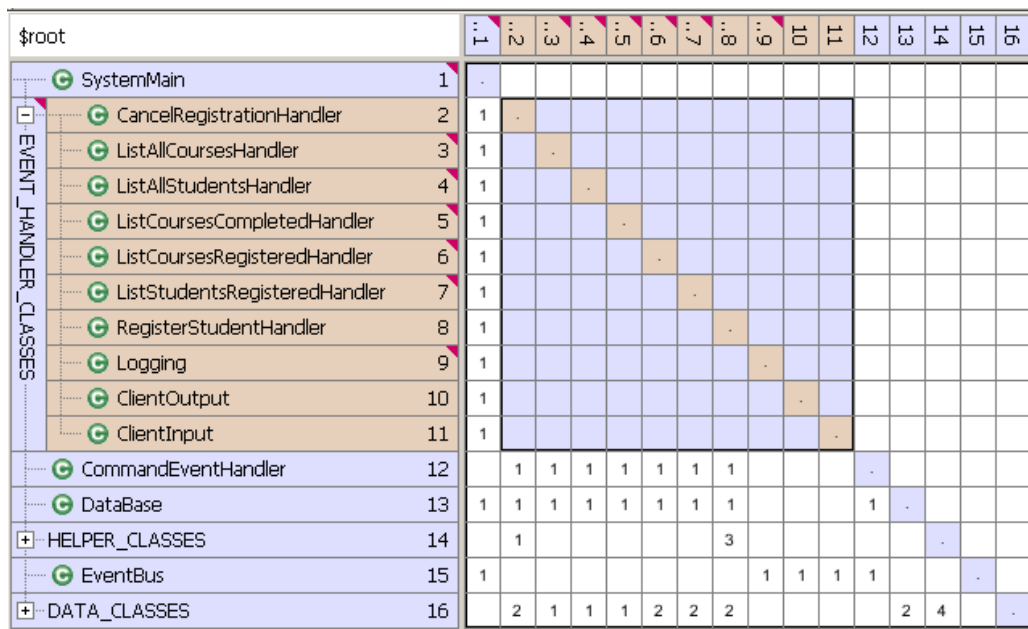 $root ..1 ..2 ..3 ..4 ..5 ..6 ..7 ..8 ..9 10 11 12 13 14 15 16
SystemMain 1 .
EVENT_HANDLER_CLASSES
CancelRegistrationHandler 2 1 .
ListAllCoursesHandler 3 1 .
ListAllStudentsHandler 4 1 .
ListCoursesCompletedHandler 5 1 .
ListCoursesRegisteredHandler 6 1 .
ListStudentsRegisteredHandler 7 1 .
RegisterStudentHandler 8 1 .
Logging 9 1 .
ClientOutput 10 1 .
ClientInput 11 1 .
CommandEventHandler 12 1 1 1 1 1 1 1 .
DataBase 13 1 1 1 1 1 1 1 1 1 .
HELPER_CLASSES 14 1 3 .
EventBus 15 1 1 1 1 1 .
DATA_CLASSES 16 2 1 1 1 2 2 2 2 4 .